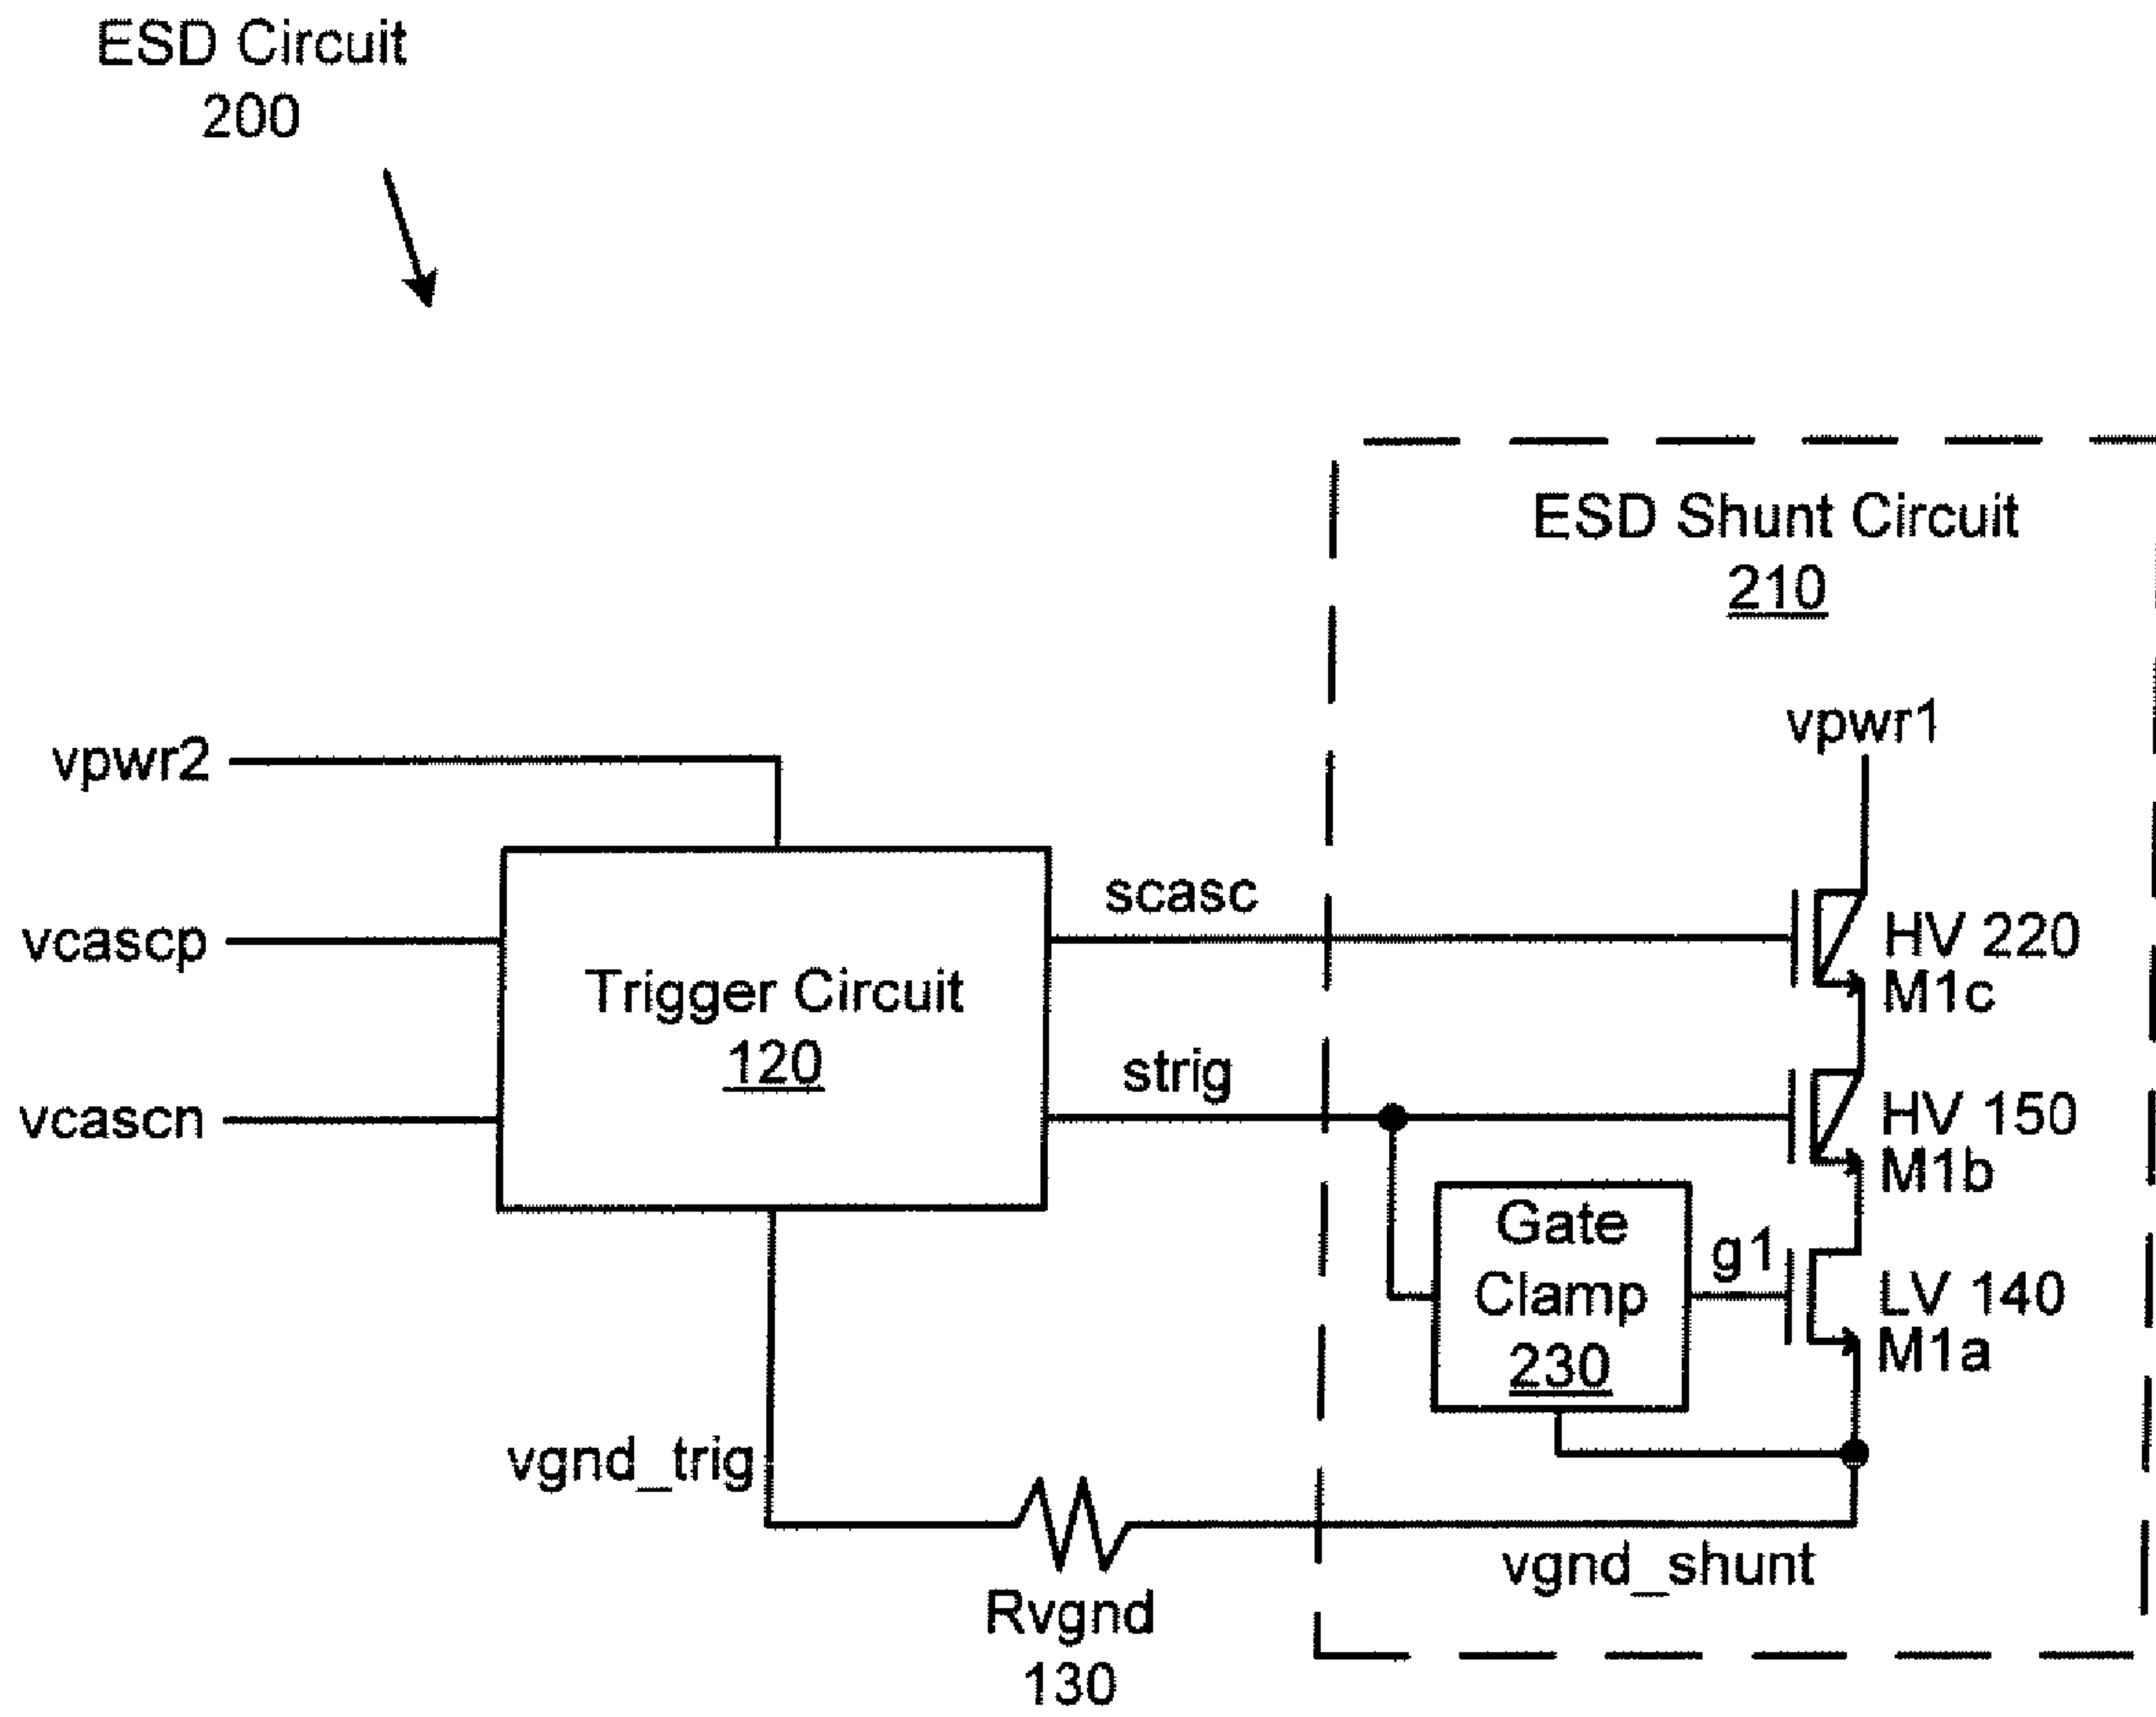 ESD Circuit
200
ESD Shunt Circuit
210
vpwr1
vpwr2
scasc
vcascp
HV 220
M1c
Trigger Circuit
120
strig
vcascn
HV 150
M1b
Gate
Clamp
230
g1
LV 140
M1a
vgnd_trig
vgnd_shunt
Rvgnd
130